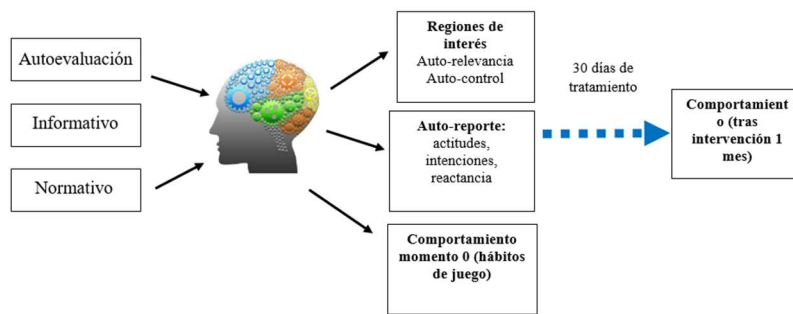 Autoevaluación
Informativo
Normativo
Regiones de
interés
Auto-relevancia
Auto-control
Auto-reporte:
actitudes,
intenciones,
reactancia
Comportamiento
momento 0 (hábitos
de juego)
30 días de
tratamiento
Comportamient
o (tras
intervención 1
mes)